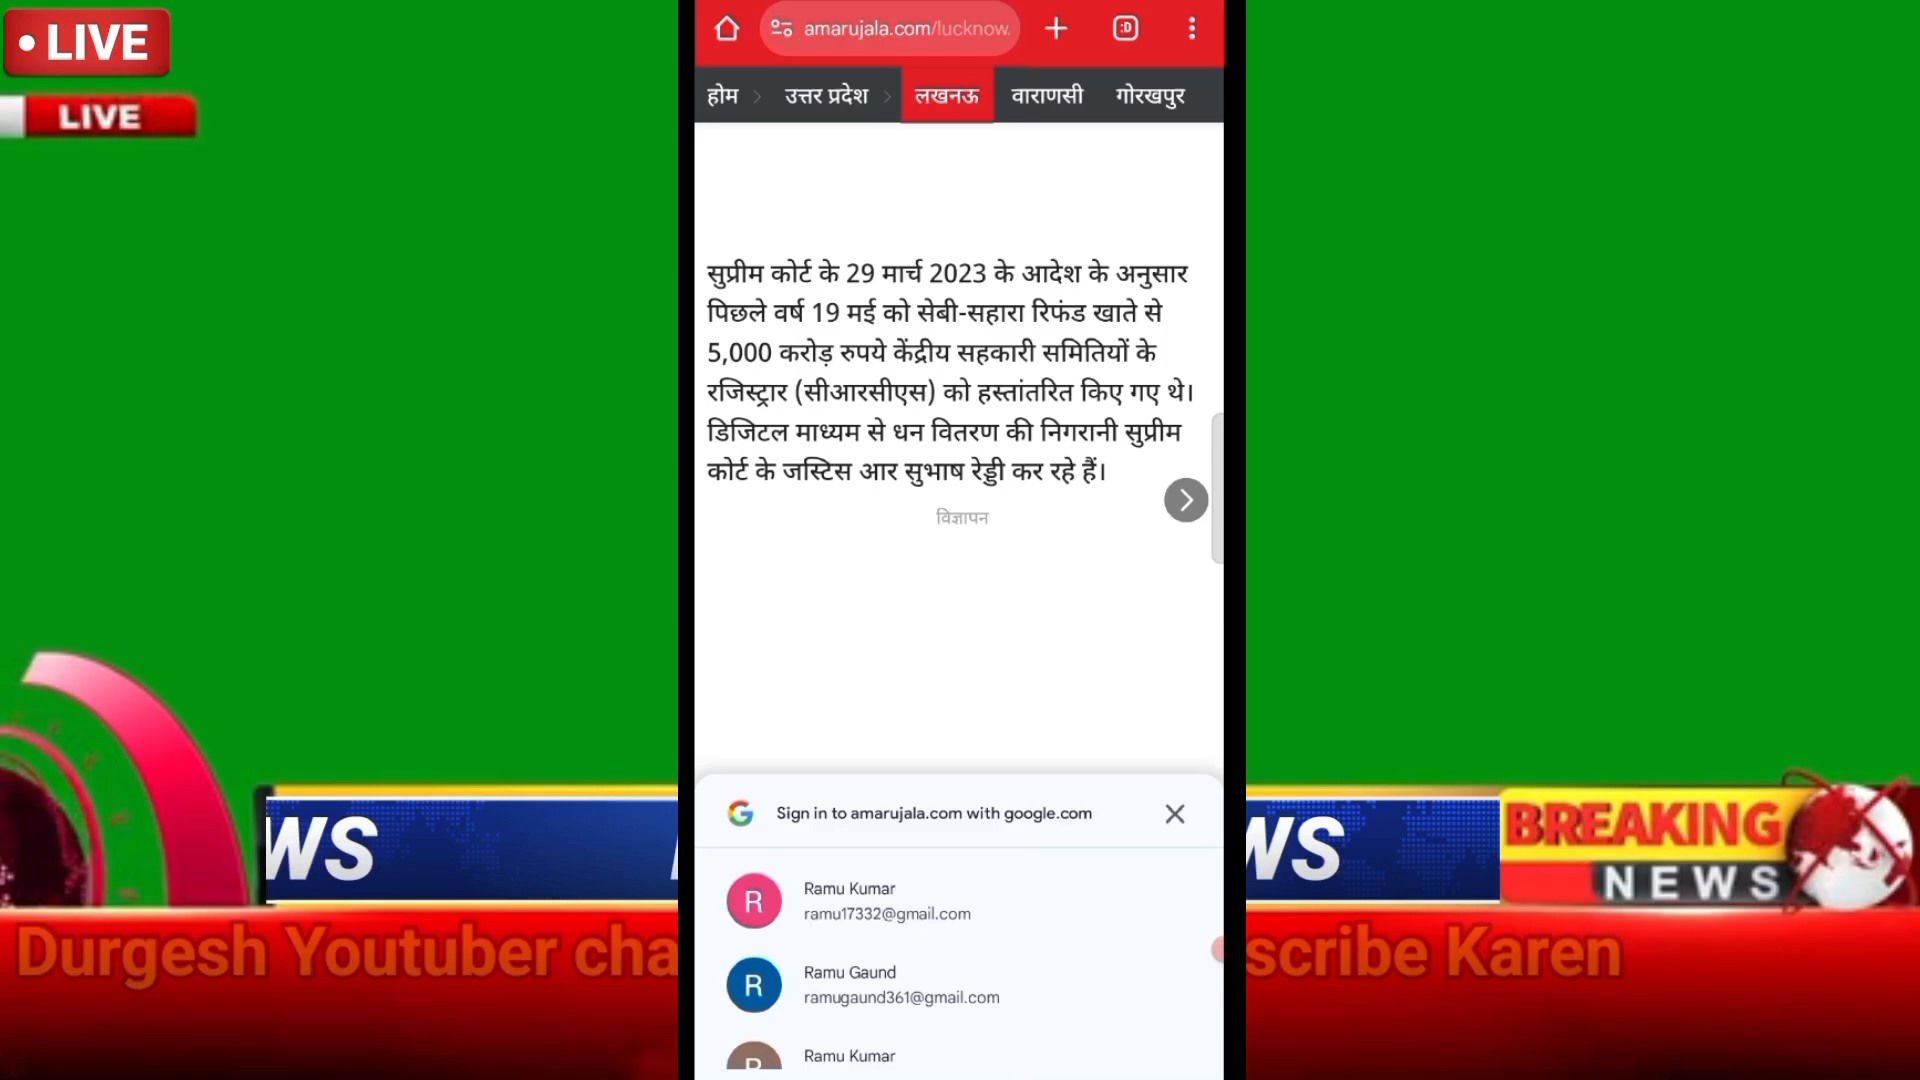 LIVE
LIVE
amarujala.com/lucknow.
:D
होम
उत्तर प्रदेश
लखनऊ
वाराणसी
गोरखपुर
सुप्रीम कोर्ट के 29 मार्च 2023 के आदेश के अनुसार
पिछले वर्ष 19 मई को सेबी-सहारा रिफंड खाते से
5,000 करोड़ रुपये केंद्रीय सहकारी समितियों के
रजिस्ट्रार (सीआरसीएस) को हस्तांतरित किए गए थे।
डिजिटल माध्यम से धन वितरण की निगरानी सुप्रीम
कोर्ट के जस्टिस आर सुभाष रेड्डी कर रहे हैं।
विज्ञापन
Sign in to amarujala.com with google.com
R
Ramu Kumar
ramu17332@gmail.com
R
Ramu Gaund
ramugaund361@gmail.com
R
Ramu Kumar
WS
WS
BREAKING
NEWS
Durgesh Youtuber cha
scribe Karen